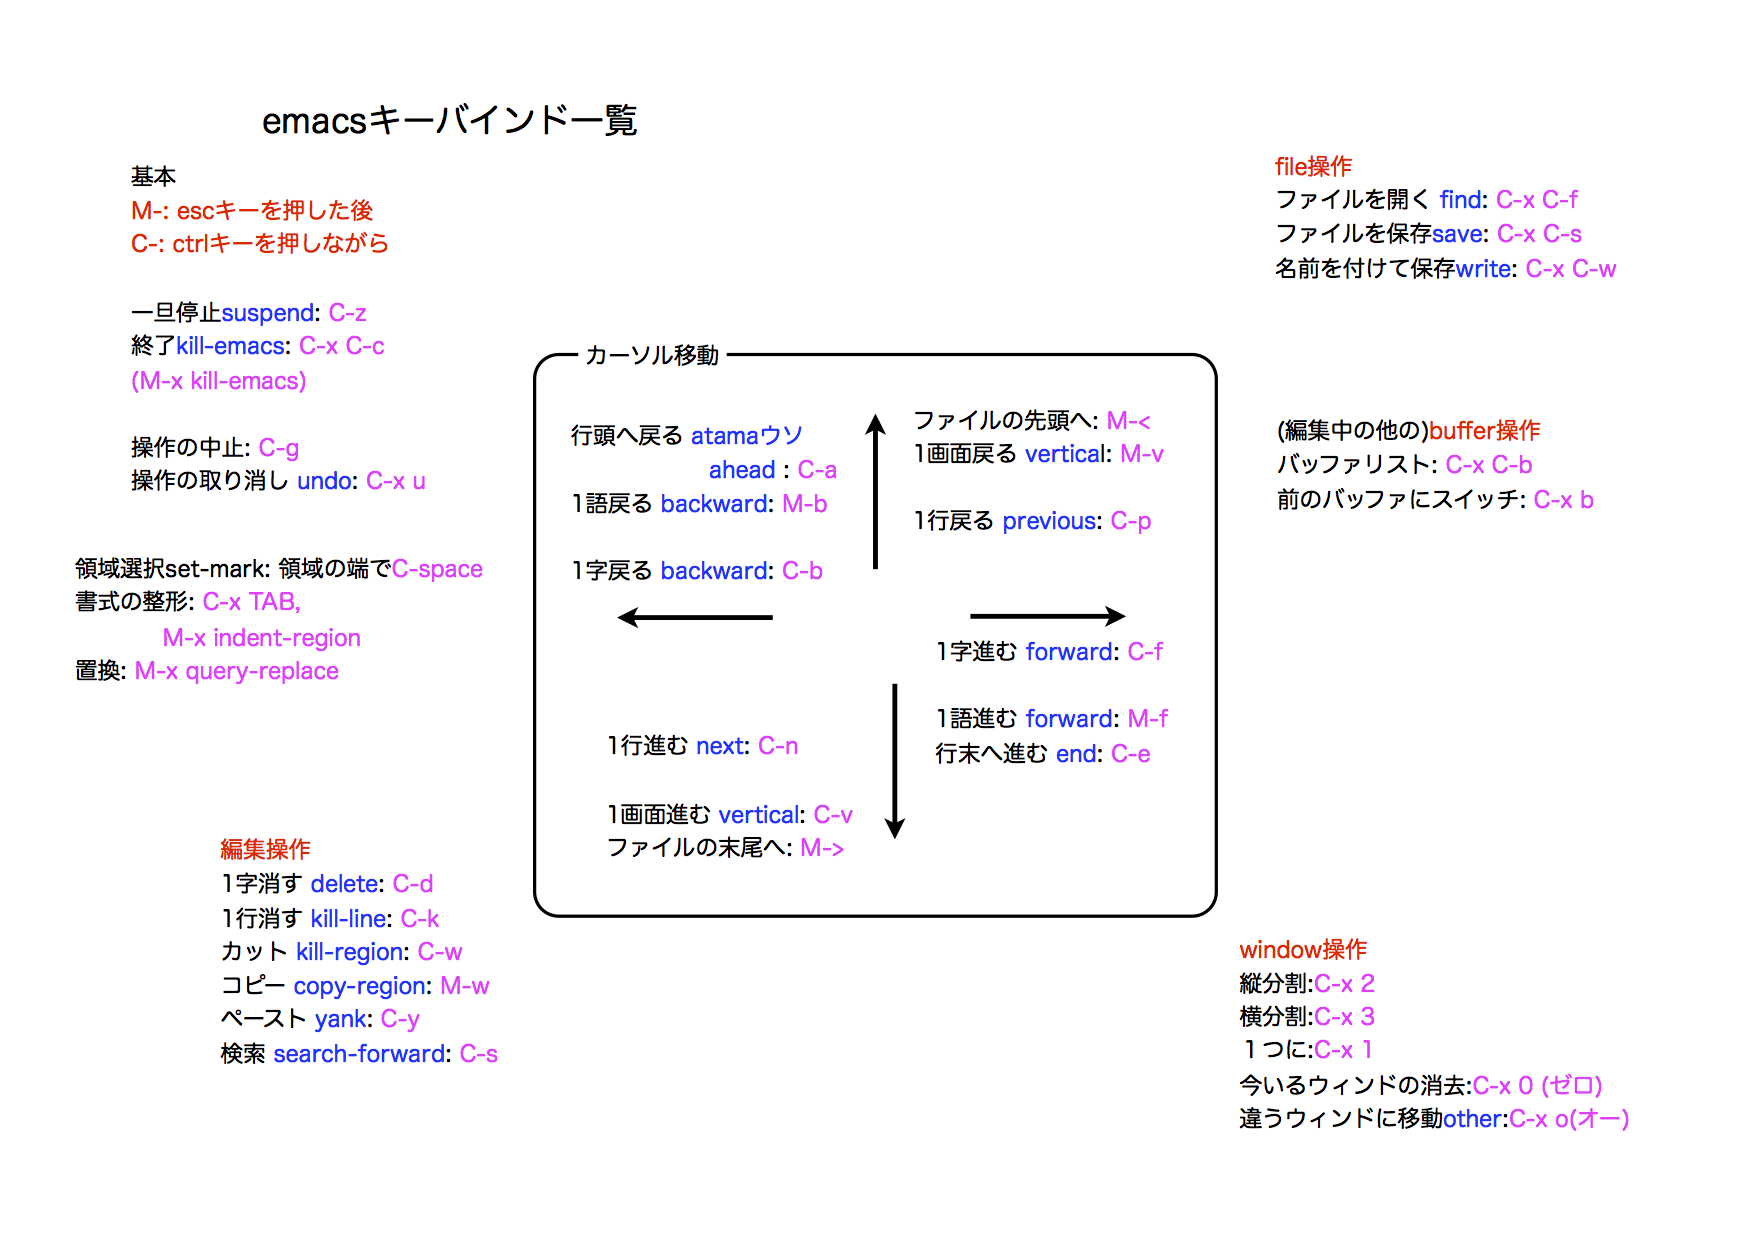 emacsキーバインド一覧
基本
M-: escキーを押した後
C-: ctrlキーを押しながら
一旦停止suspend: C-z
終了kill-emacs: C-x C-c
(M-x kill-emacs)
操作の中止: C-g
操作の取り消し undo: C-x u
領域選択set-mark: 領域の端でC-space
書式の整形: C-x TAB,
M-x indent-region
置換: M-x query-replace
編集操作
1字消す delete: C-d
1行消す kill-line: C-k
カット kill-region: C-w
コピー copy-region: M-w
ペースト yank: C-y
検索 search-forward: C-s
カーソル移動
行頭へ戻る atamaウソ
ahead : C-a
1語戻る backward: M-b
1字戻る backward: C-b
ファイルの先頭へ: M-<
1画面戻る vertical: M-v
1行戻る previous: C-p
1字進む forward: C-f
1語進む forward: M-f
行末へ進む end: C-e
1行進む next: C-n
1画面進む vertical: C-v
ファイルの末尾へ: M->
file操作
ファイルを開く find: C-x C-f
ファイルを保存save: C-x C-s
名前を付けて保存write: C-x C-w
(編集中の他の)buffer操作
バッファリスト: C-x C-b
前のバッファにスイッチ: C-x b
window操作
縦分割:C-x 2
横分割:C-x 3
１つに:C-x 1
今いるウィンドの消去:C-x 0 (ゼロ)
違うウィンドに移動other:C-x o(オー)